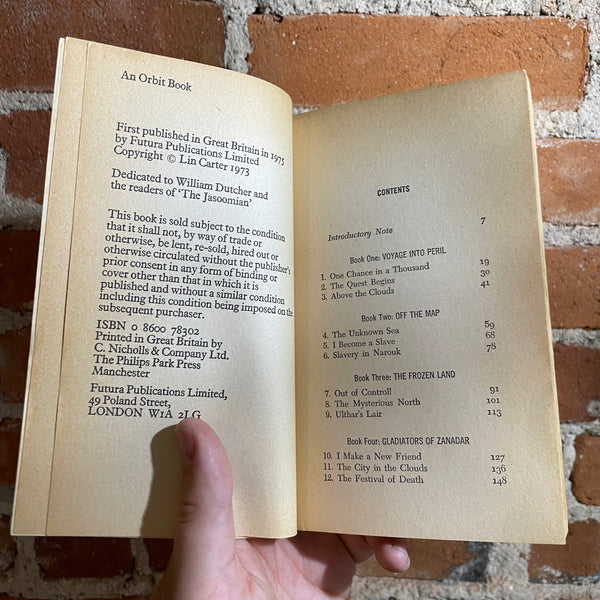 An Orbit Book
First published in Great Britain in 1975
by Futura Publications Limited
Copyright © Lin Carter 1973
Dedicated to William Dutcher and
the readers of 'The Jasoomian'
This book is sold subject to the condition
that it shall not, by way of trade or
otherwise, be lent, re-sold, hired out or
otherwise circulated without the publisher's
prior consent in any form of binding or
cover other than that in which it is
published and without a similar condition
including this condition being imposed on the
subsequent purchaser.
ISBN 0 8600 78302
Printed in Great Britain by
C. Nicholls & Company Ltd.
The Philips Park Press
Manchester
Futura Publications Limited,
49 Poland Street,
LONDON W1A 2LG
CONTENTS
Introductory Note 7
Book One: VOYAGE INTO PERIL
1. One Chance in a Thousand 19
2. The Quest Begins 30
3. Above the Clouds 41
Book Two: OFF THE MAP
4. The Unknown Sea 59
5. I Become a Slave 68
6. Slavery in Narouk 78
Book Three: THE FROZEN LAND
7. Out of Controll 91
8. The Mysterious North 101
9. Ulthar's Lair 113
Book Four: GLADIATORS OF ZANADAR
10. I Make a New Friend 127
11. The City in the Clouds 136
12. The Festival of Death 148